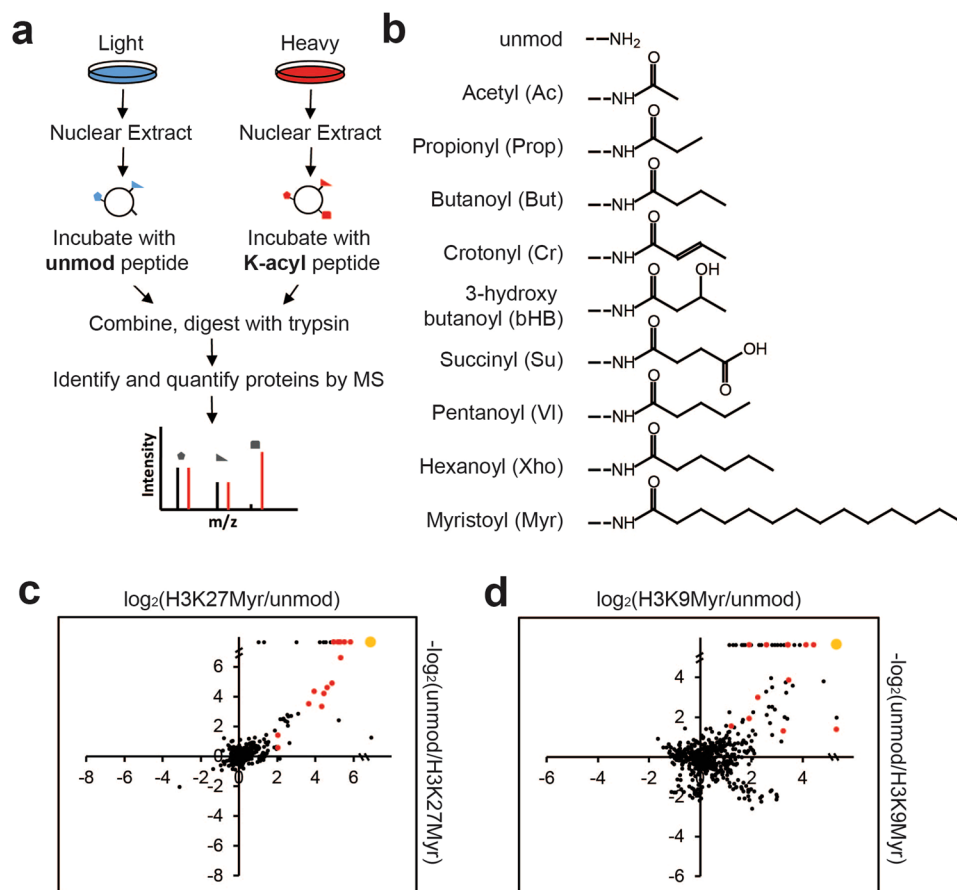 a
Light
Heavy
Nuclear Extract
Nuclear Extract
Incubate with
unmod peptide
Incubate with
K-acyl peptide
Combine, digest with trypsin
Identify and quantify proteins by MS
Intensity
m/z
b
unmod
NH2
Acetyl (Ac)
O
NH
Propionyl (Prop)
O
NH
Butanoyl (But)
O
NH
Crotonyl (Cr)
O
NH
3-hydroxy
butanoyl (bHB)
O
OH
NH
Succinyl (Su)
O
NH
OH
O
Pentanoyl (Vl)
O
NH
Hexanoyl (Xho)
O
NH
Myristoyl (Myr)
O
NH
c
log2(H3K27Myr/unmod)
-log2(unmod/H3K27Myr)
6
4
2
0
-8
-6
-4
-2
0
2
4
6
-2
-4
-6
-8
d
log2(H3K9Myr/unmod)
-log2(unmod/H3K9Myr)
4
2
-6
-4
-2
0
2
4
-2
-4
-6